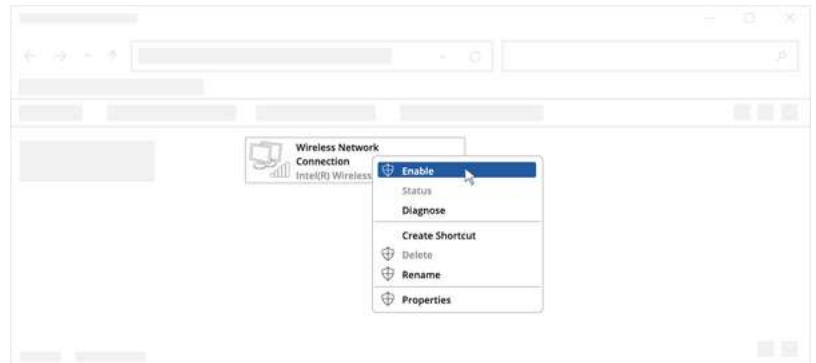 Wireless Network
Connection
Intel(R) Wireless
Enable
Status
Diagnose
Create Shortcut
Delete
Rename
Properties